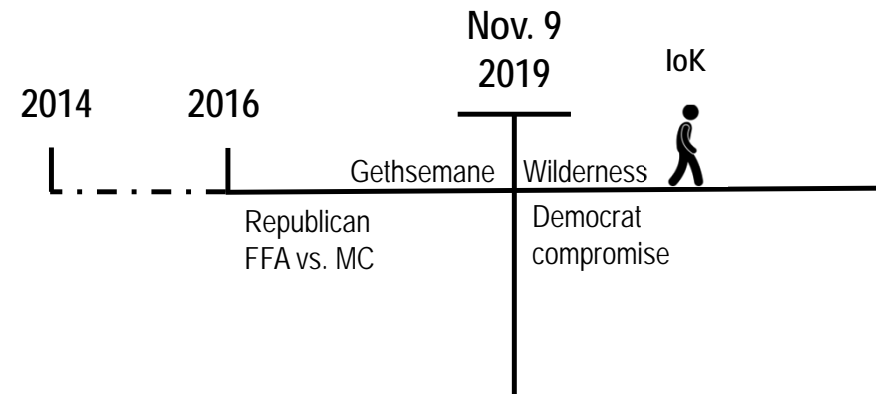 Nov. 9
2019
IoK
2014
2016
Gethsemane
Wilderness
Republican
FFA vs. MC
Democrat
compromise